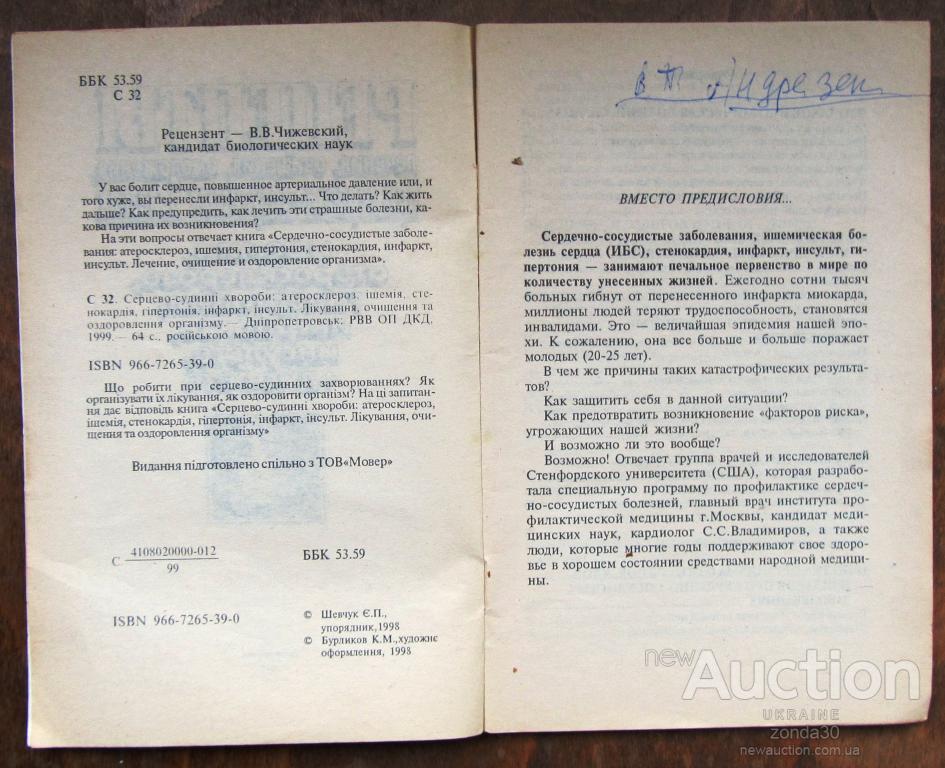 ББК 53.59
С 32
Рецензент — В.В.Чижевский,
кандидат биологических наук
У вас болит сердце, повышенное артериальное давление или, и
того хуже, вы перенесли инфаркт, инсульт... Что делать? Как жить
дальше? Как предупредить, как лечить эти страшные болезни, ка-
кова причина их возникновения?
На эти вопросы отвечает книга «Сердечно-сосудистые заболе-
вания: атеросклероз, ишемия, гипертония, стенокардия, инфаркт,
инсульт. Лечение, очищение и оздоровление организма».
С 32. Серцево-судинні хвороби: атеросклероз, ішемія, сте-
нокардія, гіпертонія, інфаркт, інсульт. Лікування, очищення та
оздоровлення організму.— Дніпропетровськ: РВВ ОП ДКД,
1999.— 64 с., російською мовою.
ISBN 966-7265-39-0
Що робити при серцево-судинних захворюваннях? Як
організувати їх лікування, як оздоровити організм? На ці запитан-
ня дає відповідь книга «Серцево-судинні хвороби: атеросклероз,
ішемія, стенокардія, гіпертонія, інфаркт, інсульт. Лікування, очи-
щення та оздоровлення організму»
Видання підготовлено спільно з ТОВ«Мовер»
С 4108020000-012
99
ББК 53.59
ISBN 966-7265-39-0
© Шевчук Є.П.,
упорядник,1998
© Бурликов К.М.,художнє
оформлення, 1998
ВМЕСТО ПРЕДИСЛОВИЯ...
Сердечно-сосудистые заболевания, ишемическая бо-
лезнь сердца (ИБС), стенокардия, инфаркт, инсульт, ги-
пертония — занимают печальное первенство в мире по
количеству унесенных жизней. Ежегодно сотни тысяч
больных гибнут от перенесенного инфаркта миокарда,
миллионы людей теряют трудоспособность, становятся
инвалидами. Это — величайшая эпидемия нашей эпо-
хи. К сожалению, она все больше и больше поражает
молодых (20-25 лет).
В чем же причины таких катастрофических результа-
тов?
Как защитить себя в данной ситуации?
Как предотвратить возникновение «факторов риска»,
угрожающих нашей жизни?
И возможно ли это вообще?
Возможно! Отвечает группа врачей и исследователей
Стенфордского университета (США), которая разрабо-
тала специальную программу по профилактике сердеч-
но-сосудистых болезней, главный врач института про-
филактической медицины г.Москвы, кандидат меди-
цинских наук, кардиолог С.С.Владимиров, а также
люди, которые многие годы поддерживают свое здоро-
вье в хорошем состоянии средствами народной медици-
ны.
newAuction
UKRAINE
zonda30
newauction.com.ua